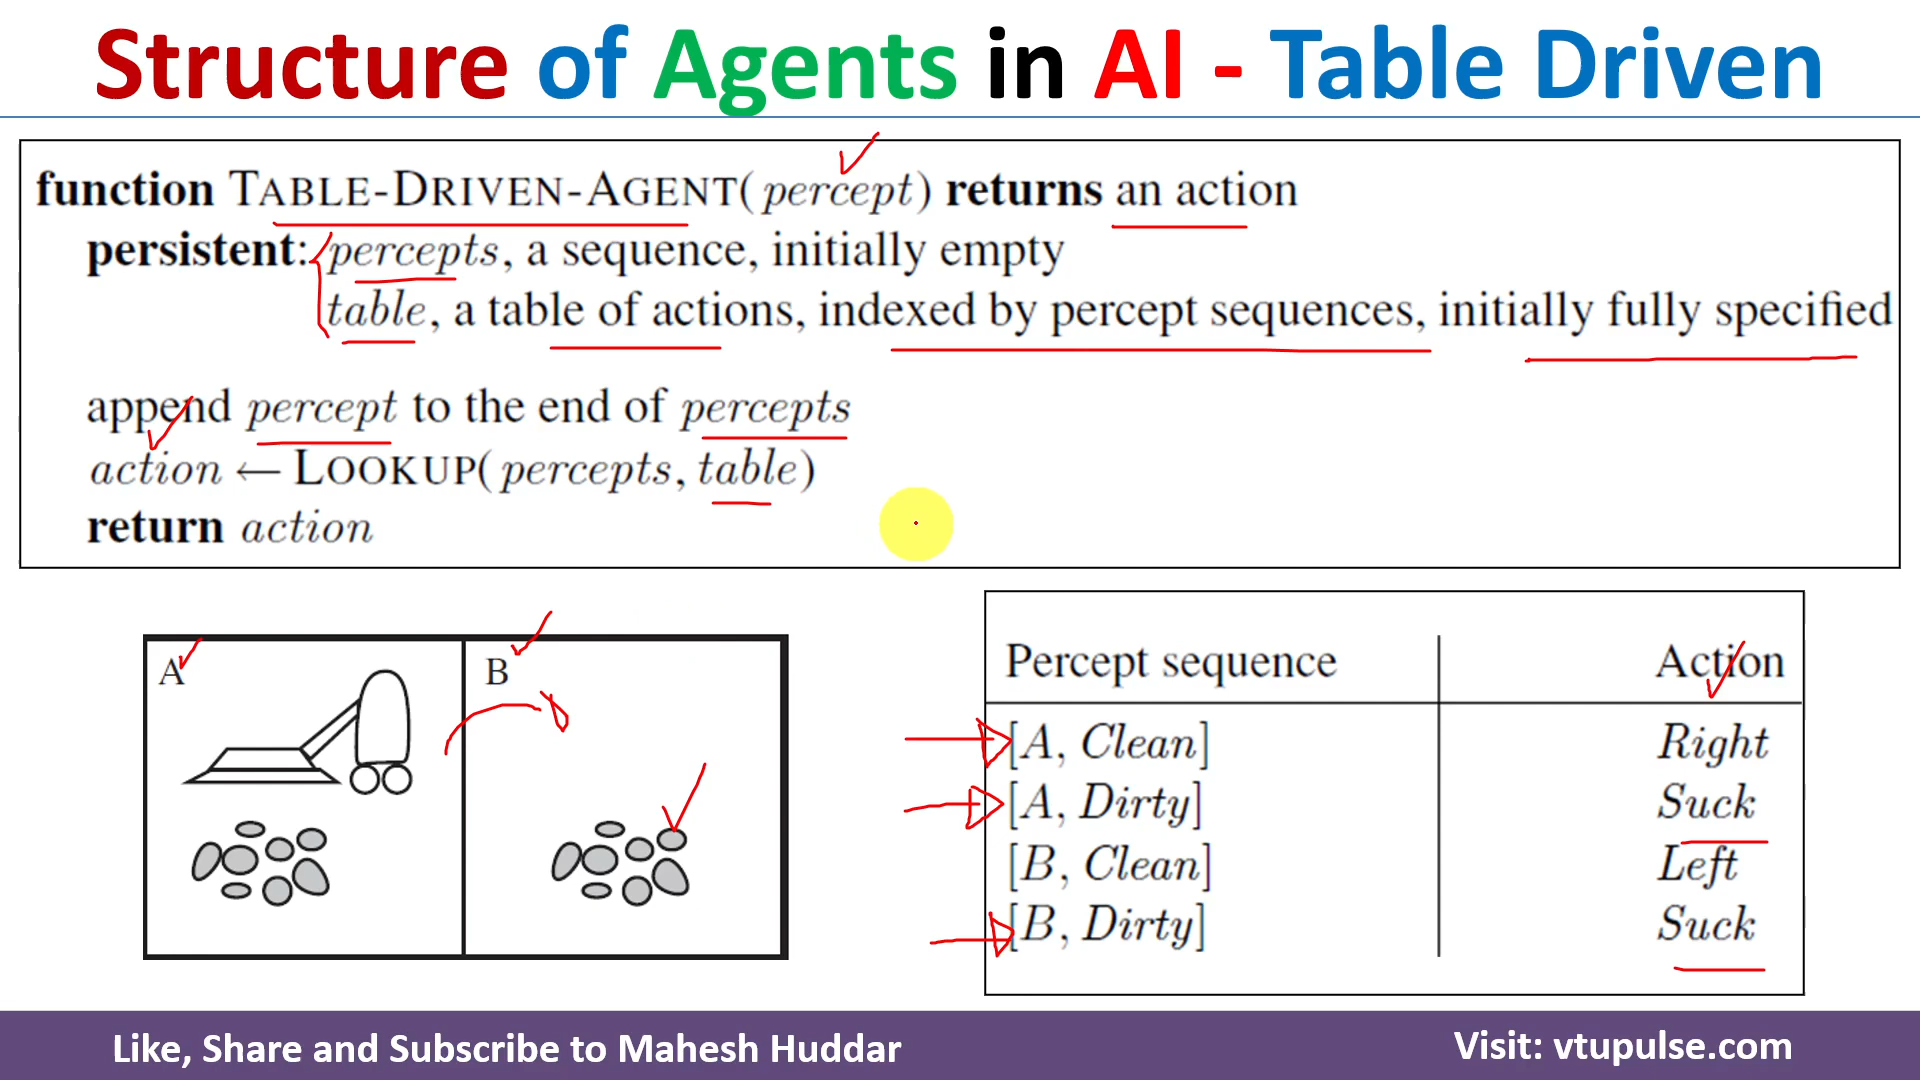 Structure of Agents in AI - Table Driven
function TABLE-DRIVEN-AGENT(percept) returns an action
persistent: percepts, a sequence, initially empty
table, a table of actions, indexed by percept sequences, initially fully specified
append percept to the end of percepts
action ← LOOKUP(percepts, table)
return action
A
B
Percept sequence Action
[A, Clean] Right
[A, Dirty] Suck
[B, Clean] Left
[B, Dirty] Suck
Like, Share and Subscribe to Mahesh Huddar
Visit: vtupulse.com